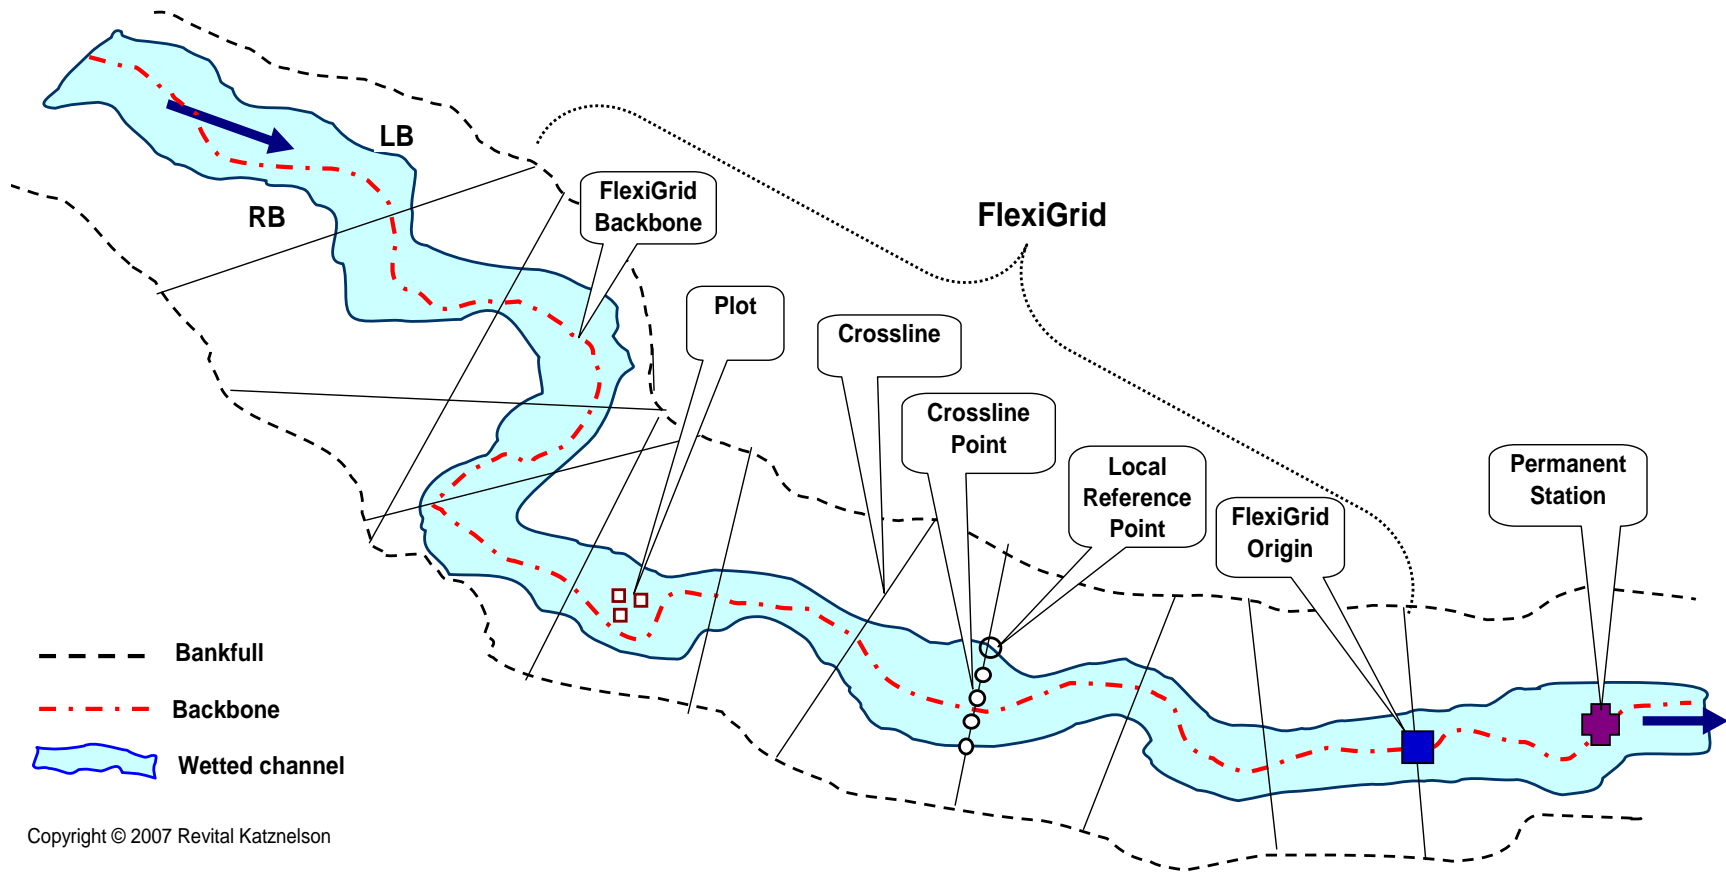 LB
RB
FlexiGrid
Backbone
FlexiGrid
Plot
Crossline
Crossline
Point
Local
Reference
Point
FlexiGrid
Origin
Permanent
Station
Bankfull
Backbone
Wetted channel
Copyright © 2007 Revital Katznelson